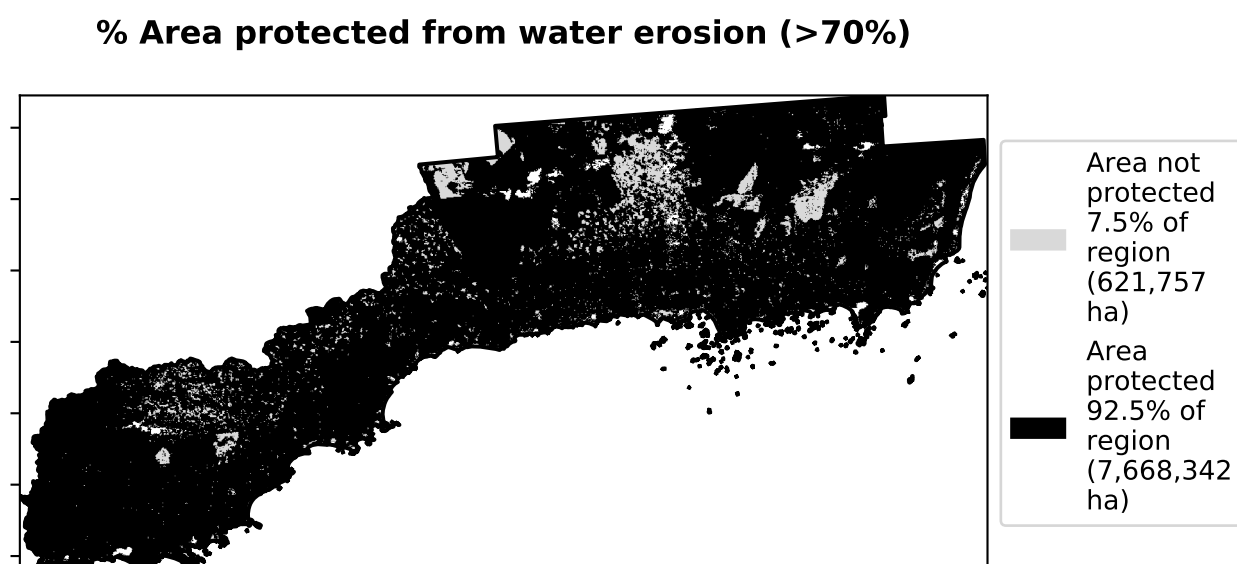 % Area protected from water erosion (>70%)
Area not
protected
7.5% of
region
(621,757
ha)
Area
protected
92.5% of
region
(7,668,342
ha)